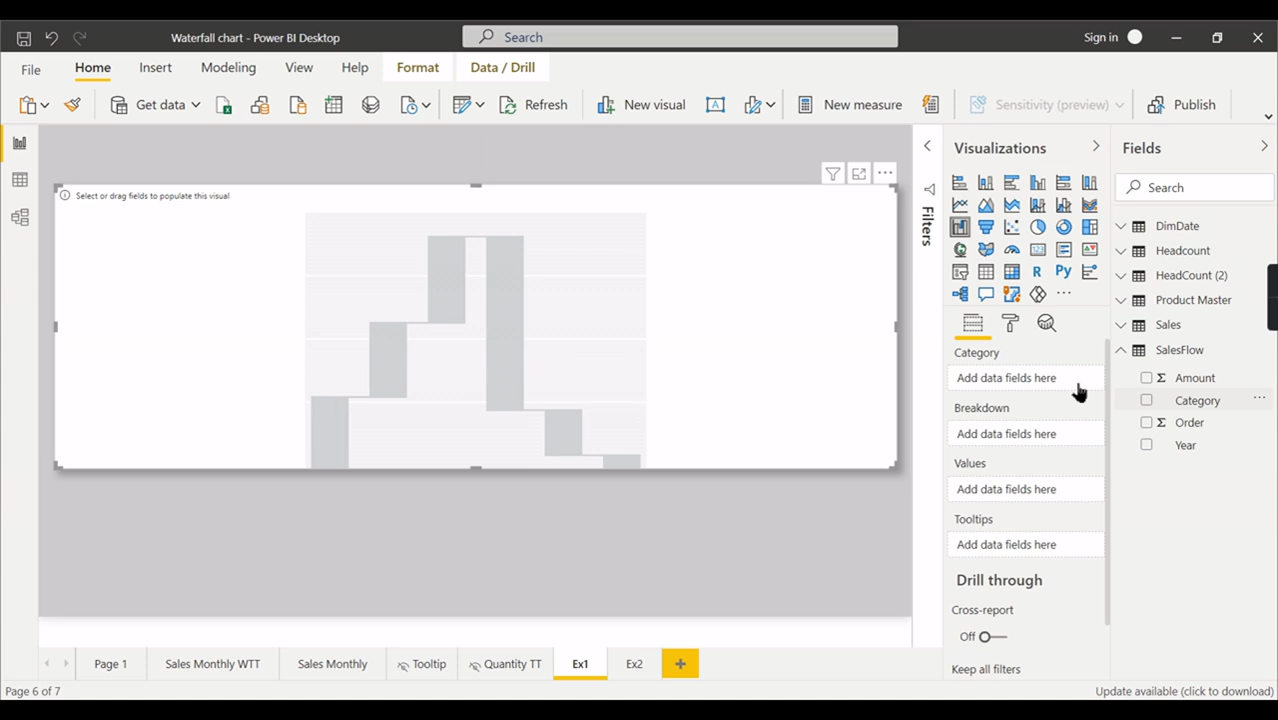 Waterfall chart - Power BI Desktop
Search
Sign in
File
Home
Insert
Modeling
View
Help
Format
Data / Drill
Get data
Refresh
New visual
New measure
Sensitivity (preview)
Publish
Select or drag fields to populate this visual
Filters
Visualizations
R
Py
Category
Add data fields here
Breakdown
Add data fields here
Values
Add data fields here
Tooltips
Add data fields here
Drill through
Cross-report
Off
Keep all filters
Fields
Search
DimDate
Headcount
HeadCount (2)
Product Master
Sales
SalesFlow
Σ Amount
Category
Σ Order
Year
Page 1
Sales Monthly WTT
Sales Monthly
Tooltip
Quantity TT
Ex1
Ex2
Page 6 of 7
Update available (click to download)